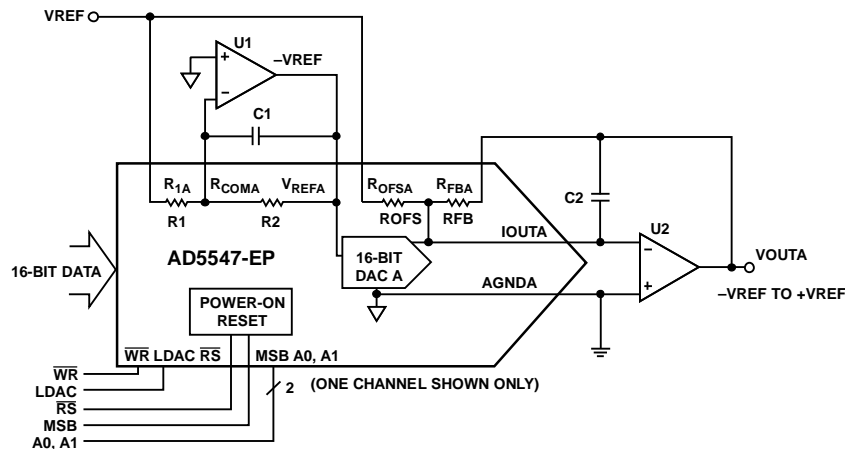 VREF
U1
–VREF
C1
R1A RCOMA VREFA ROFSA RFBA
R1 R2 ROFS RFB
C2
U2
IOUTA
VOUTA
16-BIT DATA
AD5547-EP
16-BIT
DAC A
AGNDA
–VREF TO +VREF
POWER-ON
RESET
WR LDAC RS MSB A0, A1
(ONE CHANNEL SHOWN ONLY)
2
WR
LDAC
RS
MSB
A0, A1
+
–
–
+